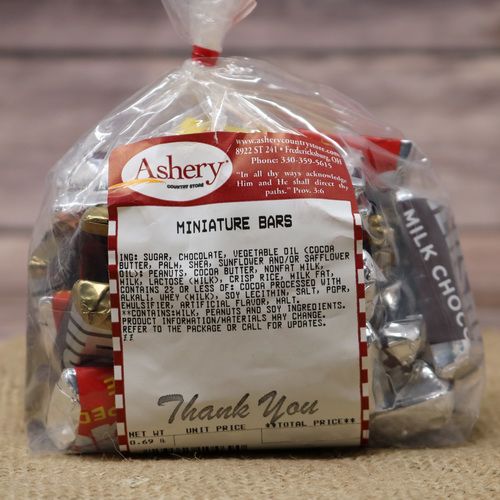 www.asherycountrystore.com
8922 ST 241 • Fredericksburg, OH
Phone: 330-359-5615
"In all thy ways acknowledge
Him and He shall direct thy
paths." Prov. 3:6
Ashery
COUNTRY STORE
MINIATURE BARS
ING: SUGAR, CHOCOLATE, VEGETABLE OIL (COCOA
BUTTER, PALM, SHEA, SUNFLOWER AND/OR SAFFLOWER
OIL): PEANUTS, COCOA BUTTER, NONFAT MILK,
MILK, LACTOSE (MILK), CRISP RICE, MILK FAT,
CONTAINS 2% OR LESS OF: COCOA PROCESSED WITH
ALKALI, WHEY (MILK), SOY LECITHIN, SALT, PGPR,
EMULSIFIER, ARTIFICIAL FLAVOR, MALT.
**CONTAINS:MILK, PEANUTS AND SOY INGREDIENTS.
PRODUCT INFORMATION/MATERIALS MAY CHANGE.
REFER TO THE PACKAGE OR CALL FOR UPDATES.
Thank You
NET WT UNIT PRICE **TOTAL PRICE**
0.69 lb
MILK CHOC